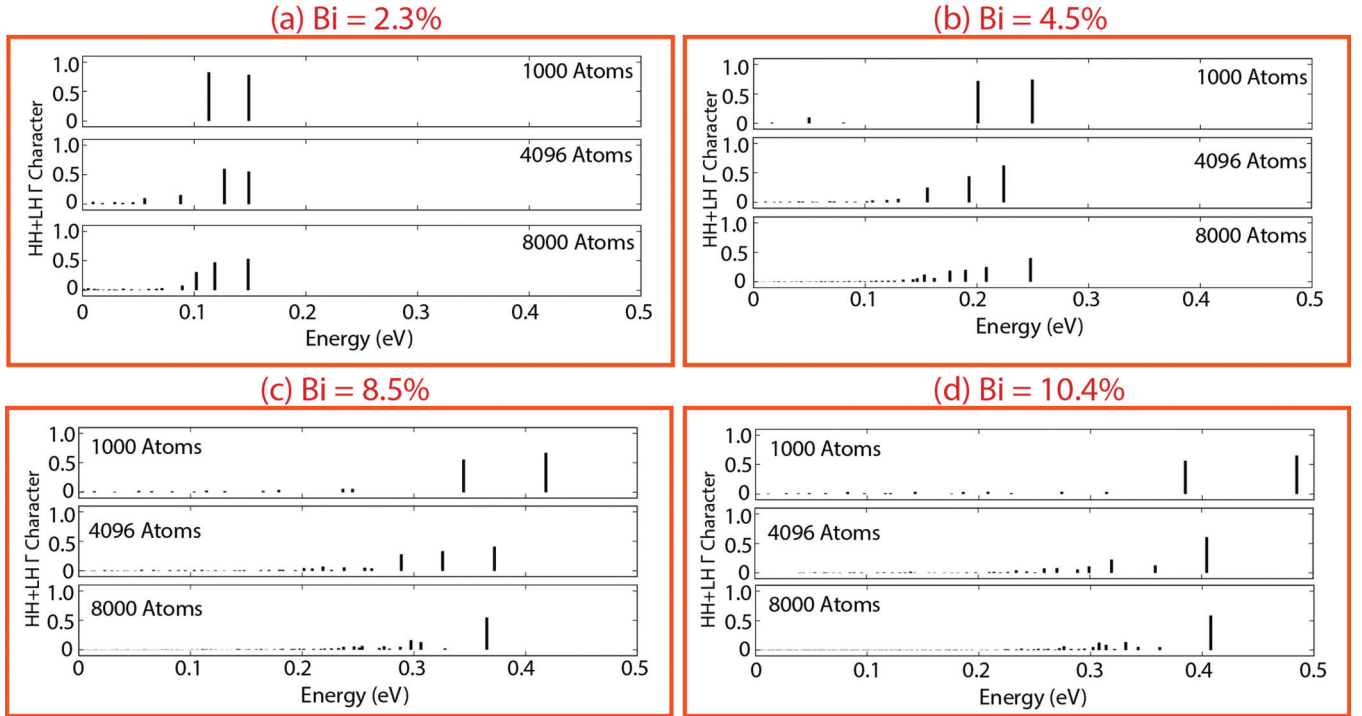 (a) Bi = 2.3%
HH+LH Γ Character
1.0
0.5
0
1000 Atoms
1.0
0.5
0
4096 Atoms
1.0
0.5
0
8000 Atoms
0 0.1 0.2 0.3 0.4 0.5
Energy (eV)
(b) Bi = 4.5%
HH+LH Γ Character
1.0
0.5
0
1000 Atoms
1.0
0.5
0
4096 Atoms
1.0
0.5
0
8000 Atoms
0 0.1 0.2 0.3 0.4 0.5
Energy (eV)
(c) Bi = 8.5%
HH+LH Γ Character
1.0
0.5
0
1000 Atoms
1.0
0.5
0
4096 Atoms
1.0
0.5
0
8000 Atoms
0 0.1 0.2 0.3 0.4 0.5
Energy (eV)
(d) Bi = 10.4%
HH+LH Γ Character
1.0
0.5
0
1000 Atoms
1.0
0.5
0
4096 Atoms
1.0
0.5
0
8000 Atoms
0 0.1 0.2 0.3 0.4 0.5
Energy (eV)